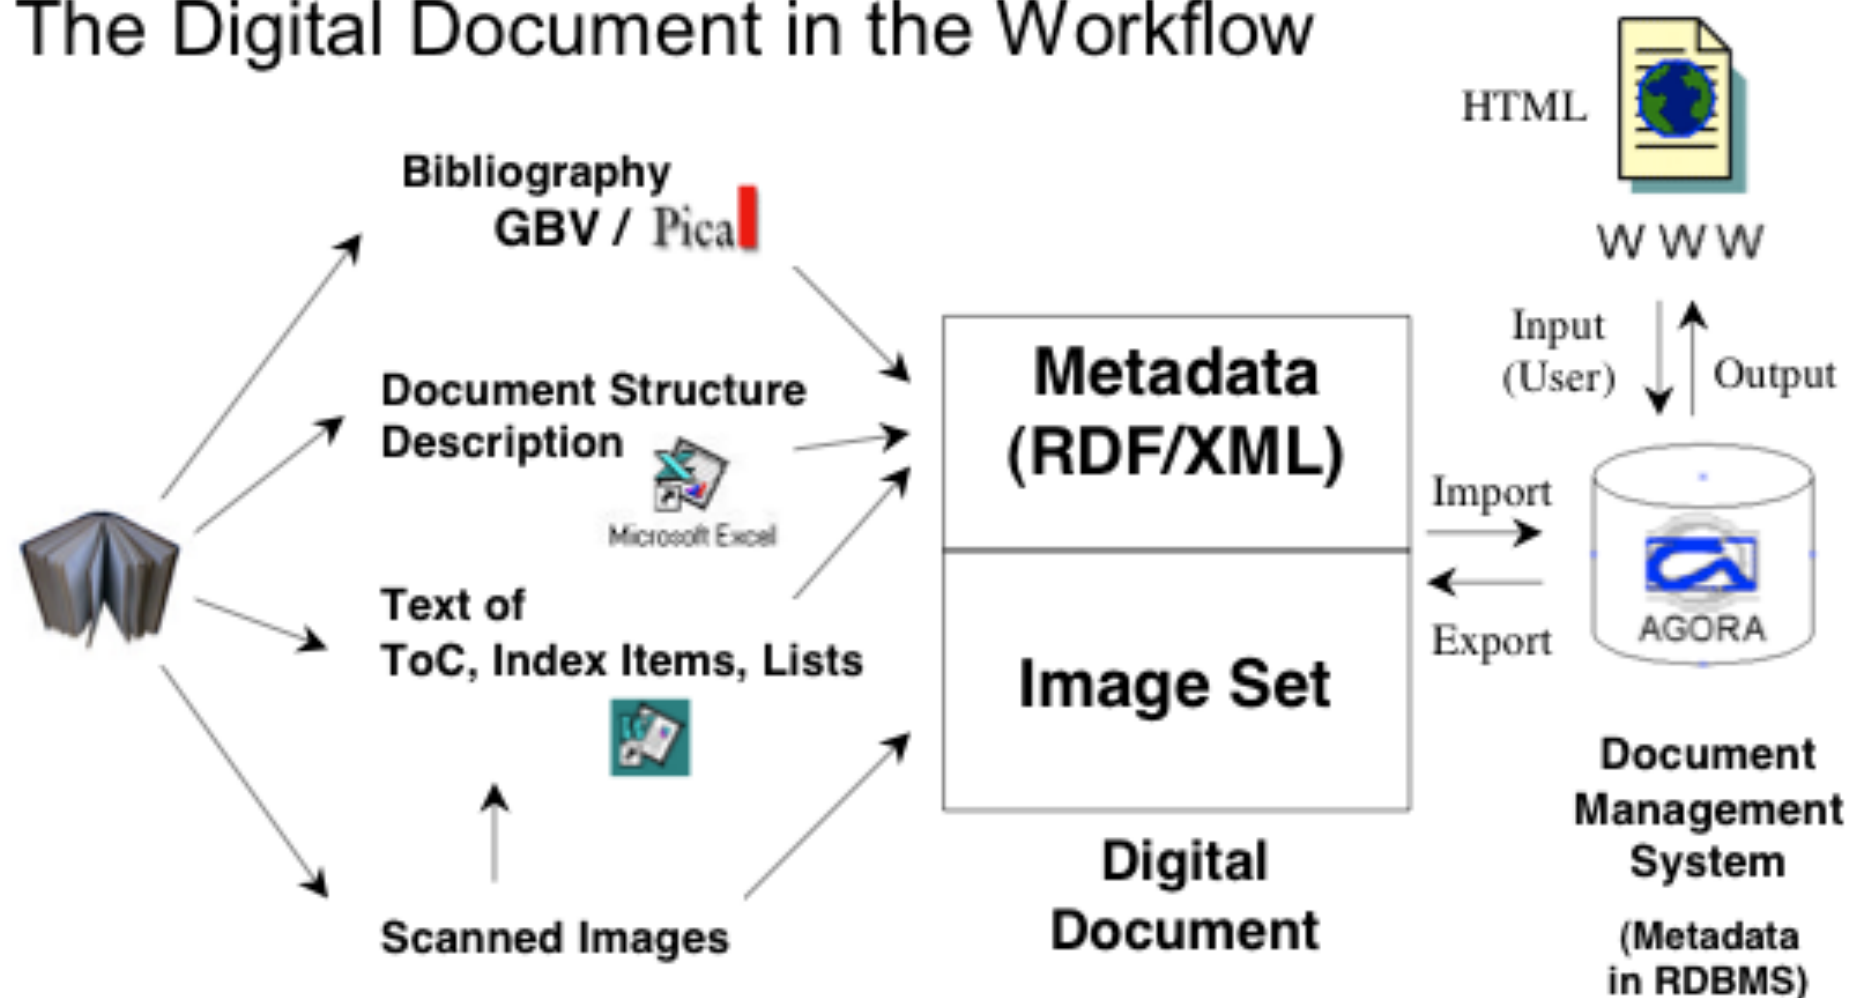 The Digital Document in the Workflow
HTML
W W W
Bibliography
GBV / Pica
Input
(User)
Output
Document Structure
Description
Microsoft Excel
Metadata
(RDF/XML)
Import
Export
AGORA
Text of
ToC, Index Items, Lists
Image Set
Scanned Images
Digital
Document
Document
Management
System
(Metadata
in RDBMS)